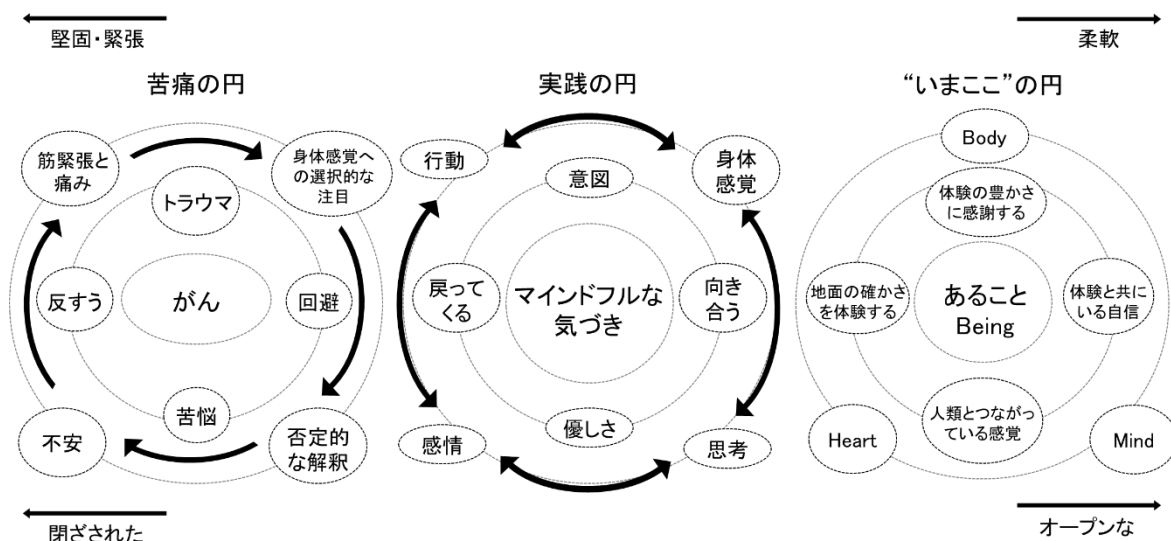 堅固・緊張
柔軟
苦痛の円
実践の円
“いまここ”の円
筋緊張と
痛み
身体感覚へ
の選択的な
注目
トラウマ
反すう
がん
回避
苦悩
不安
否定的
な解釈
行動
身体
感覚
意図
戻って
くる
マインドフルな
気づき
向き
合う
優しさ
感情
思考
Body
体験の豊かさ
に感謝する
地面の確かさ
を体験する
あること
Being
体験と共に
いる自信
人類とつながっ
ている感覚
Heart
Mind
閉ざされた
オープンな